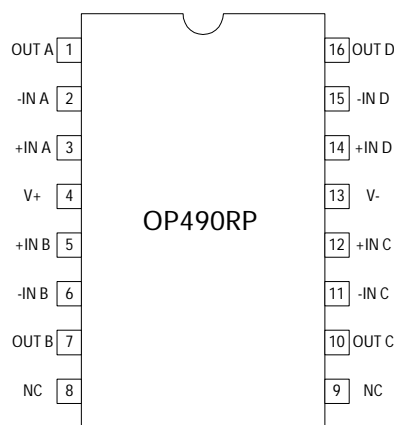 OUT A 1 16 OUT D
-IN A 2 15 -IN D
+IN A 3 14 +IN D
V+ 4 13 V-
OP490RP
+IN B 5 12 +IN C
-IN B 6 11 -IN C
OUT B 7 10 OUT C
NC 8 9 NC